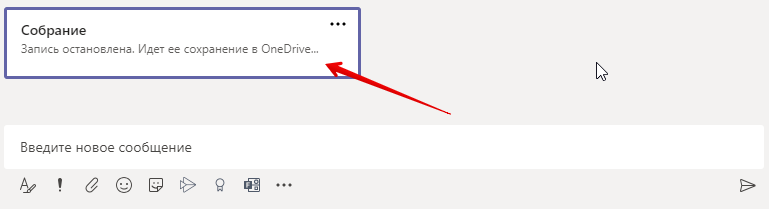 Собрание
Запись остановлена. Идет ее сохранение в OneDrive...
Введите новое сообщение